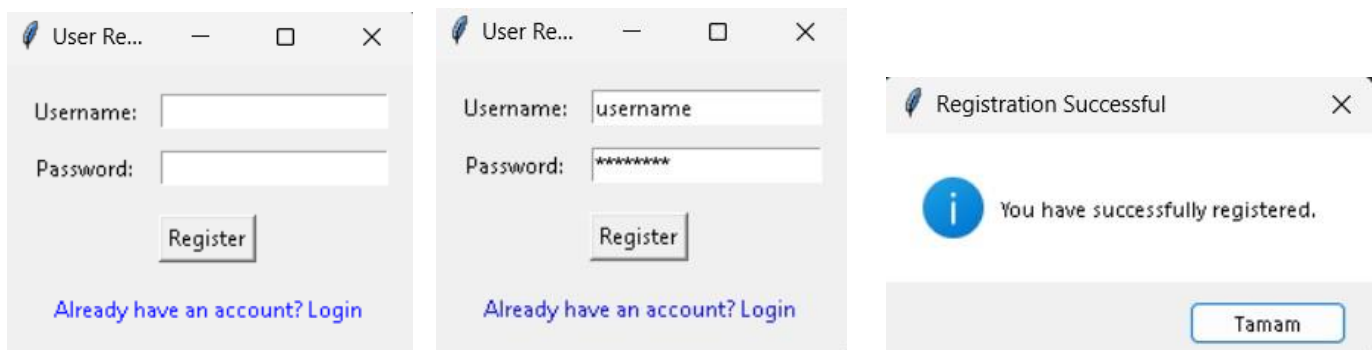 User Re...
Username:
Password:
Register
Already have an account? Login
User Re...
Username: username
Password: ********
Register
Already have an account? Login
Registration Successful
You have successfully registered.
Tamam